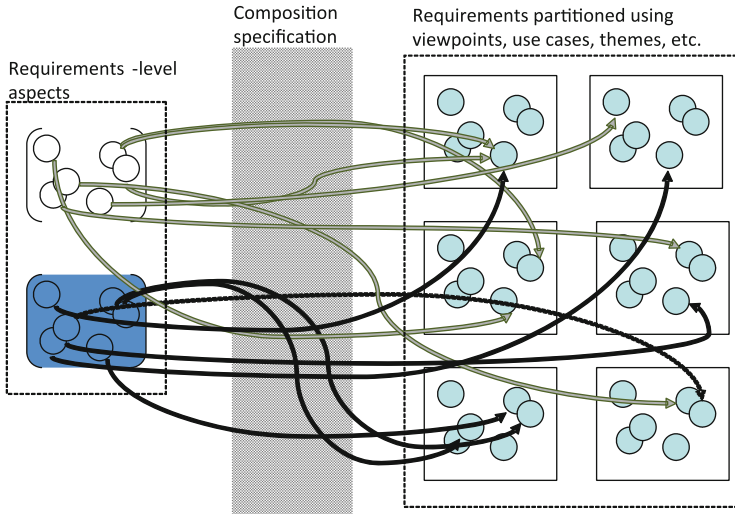 Requirements -level
aspects
Composition
specification
Requirements partitioned using
viewpoints, use cases, themes, etc.